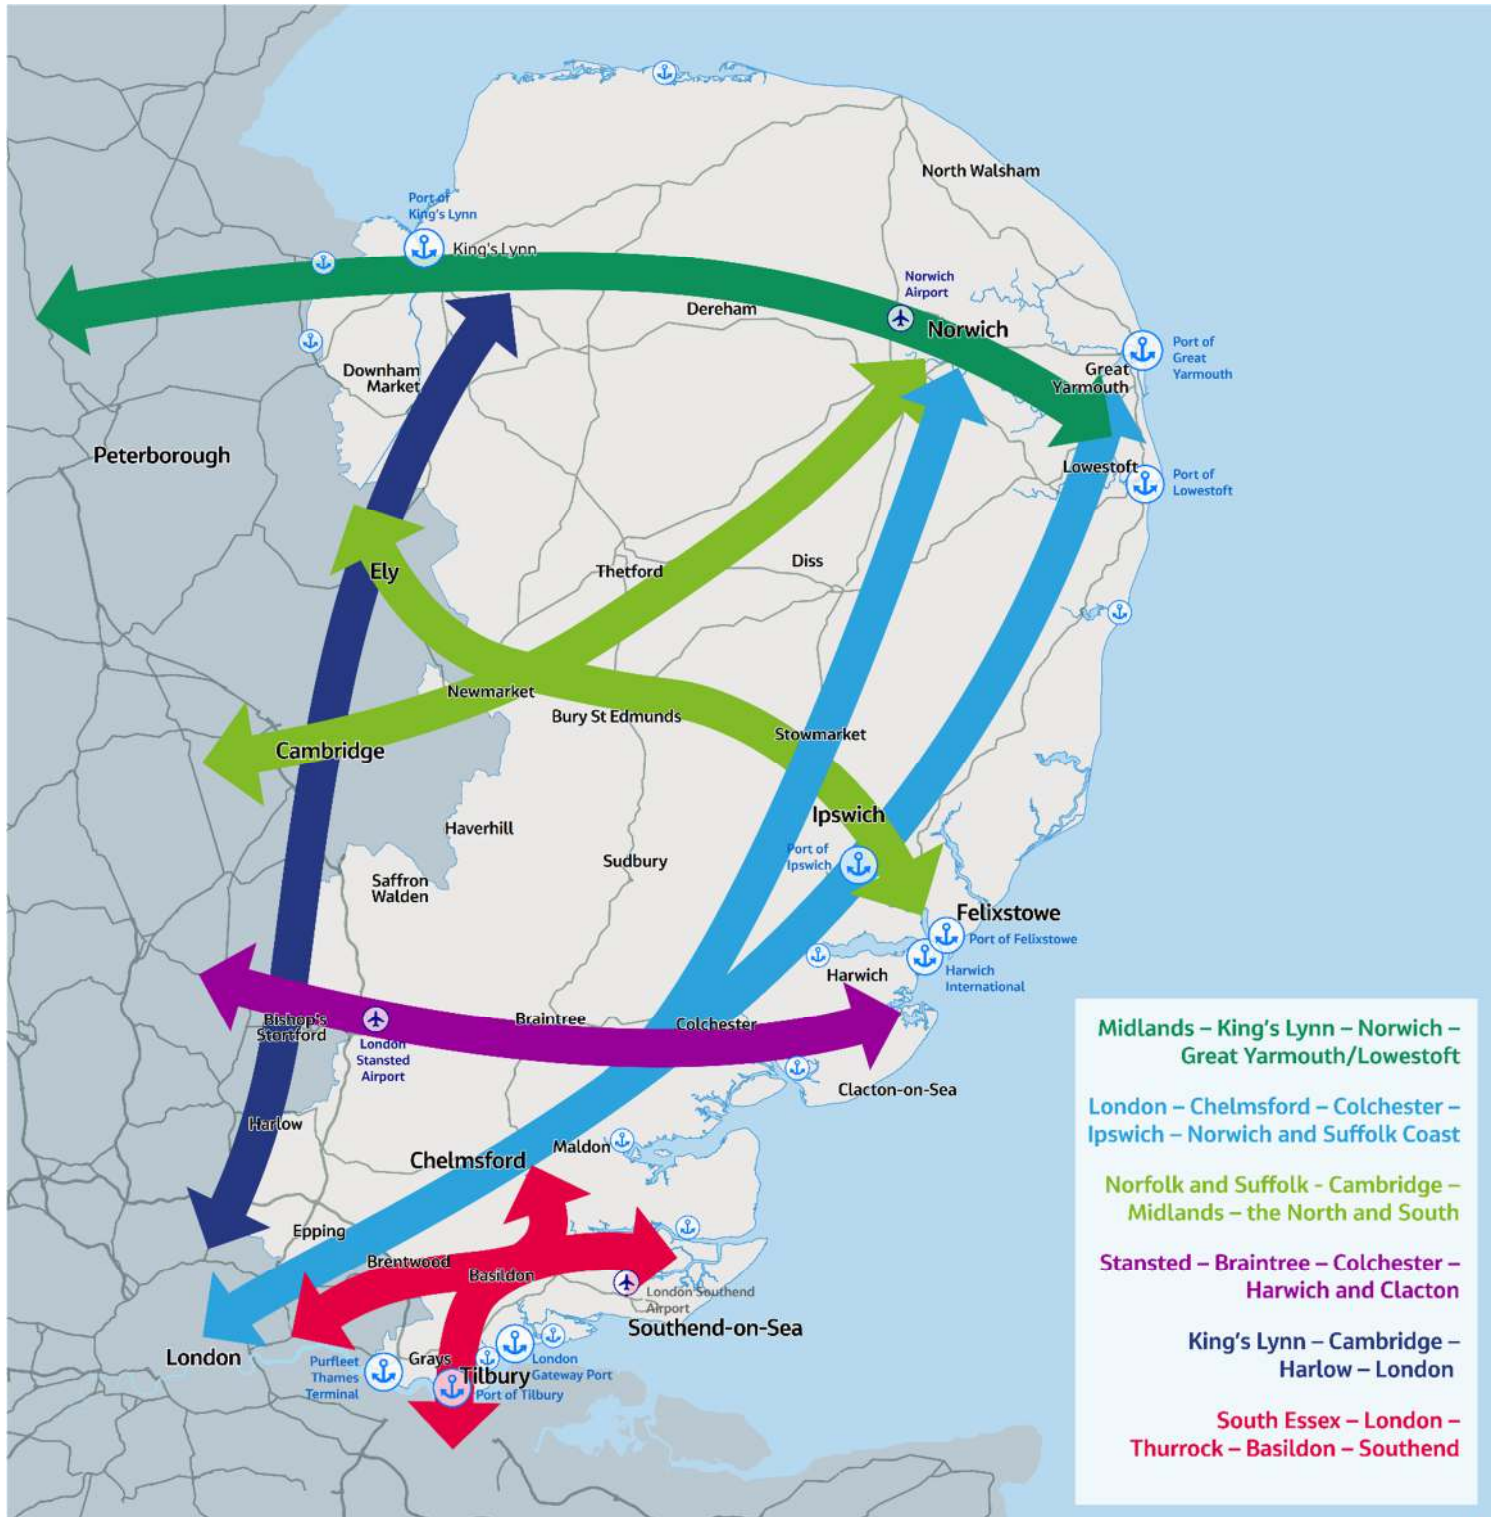 North Walsham
Port of
King's Lynn
King's Lynn
Norwich
Airport
Dereham
Norwich
Port of
Great
Yarmouth
Great
Yarmouth
Downham
Market
Peterborough
Lowestoft
Port of
Lowestoft
Ely
Thetford
Diss
Newmarket
Bury St Edmunds
Stowmarket
Cambridge
Ipswich
Haverhill
Port of
Ipswich
Sudbury
Saffron
Walden
Felixstowe
Port of Felixstowe
Harwich
Harwich
International
Bishop's
Stortford
Braintree
Colchester
London
Stansted
Airport
Clacton-on-Sea
Harlow
Maldon
Chelmsford
Epping
Brentwood
Basildon
London Southend
Airport
Southend-on-Sea
London
Purfleet
Thames
Terminal
Grays
London
Gateway Port
Tilbury
Port of Tilbury
Midlands – King's Lynn – Norwich –
Great Yarmouth/Lowestoft
London – Chelmsford – Colchester –
Ipswich – Norwich and Suffolk Coast
Norfolk and Suffolk - Cambridge –
Midlands – the North and South
Stansted – Braintree – Colchester –
Harwich and Clacton
King's Lynn – Cambridge –
Harlow – London
South Essex – London –
Thurrock – Basildon – Southend